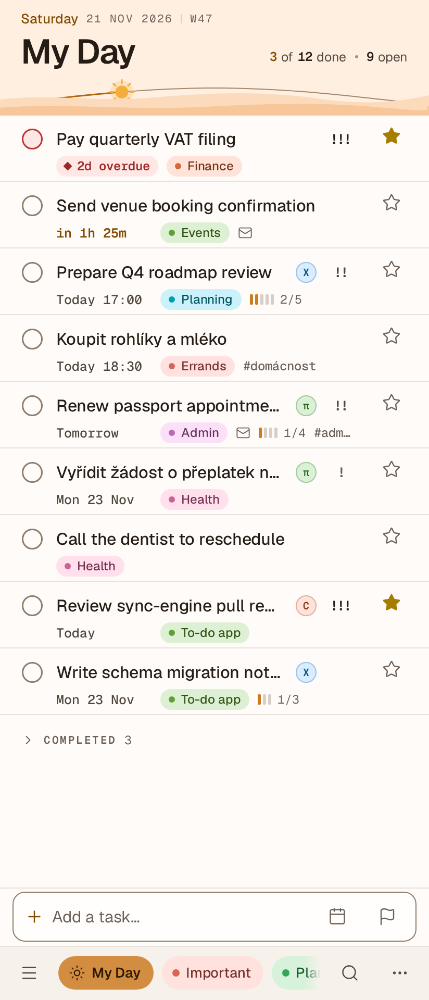 Saturday 21 NOV 2026 | W47
My Day
3 of 12 done • 9 open
Pay quarterly VAT filing !!!
2d overdue Finance
Send venue booking confirmation
in 1h 25m Events
Prepare Q4 roadmap review X !!
Today 17:00 Planning 2/5
Koupit rohlíky a mléko
Today 18:30 Errands #domácnost
Renew passport appointme… π !!
Tomorrow Admin 1/4 #adm…
Vyřídit žádost o přeplatek n… π !
Mon 23 Nov Health
Call the dentist to reschedule
Health
Review sync-engine pull re… C !!!
Today To-do app
Write schema migration not… X
Mon 23 Nov To-do app 1/3
COMPLETED 3
Add a task…
My Day Important Pla